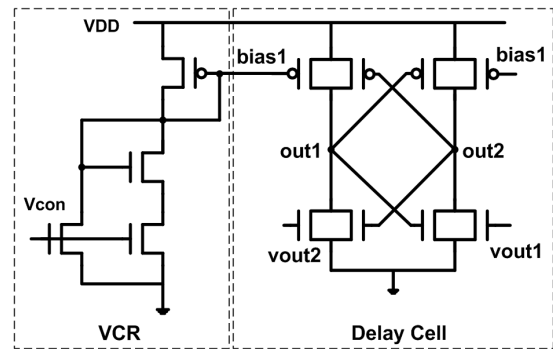 VDD
bias1
bias1
out1
out2
Vcon
vout2
vout1
VCR
Delay Cell